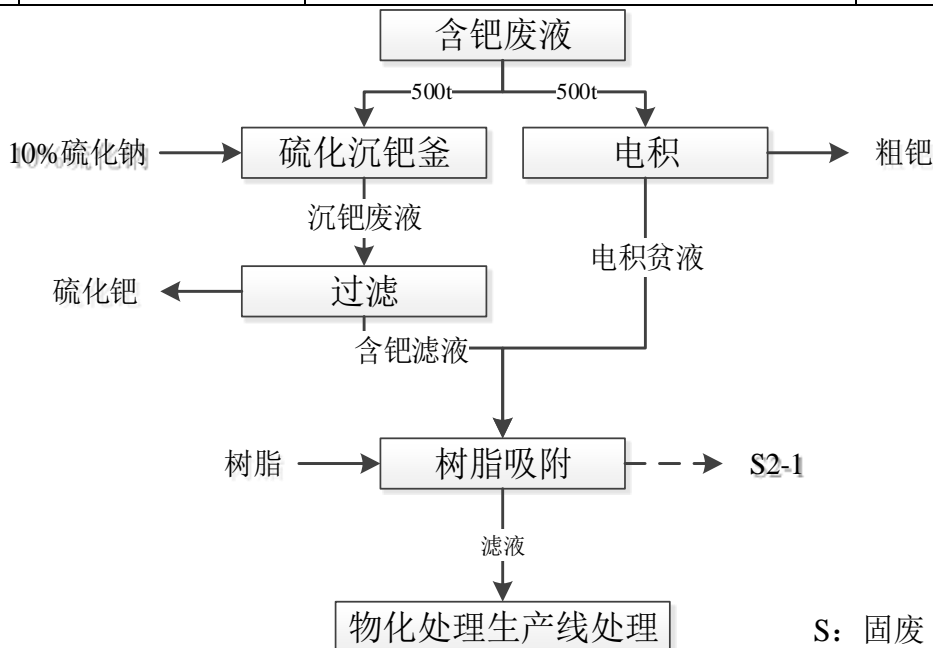 含钯废液
500t
500t
10%硫化钠
硫化沉钯釜
电积
粗钯
沉钯废液
电积贫液
硫化钯
过滤
含钯滤液
树脂
树脂吸附
S2-1
滤液
物化处理生产线处理
S：固废